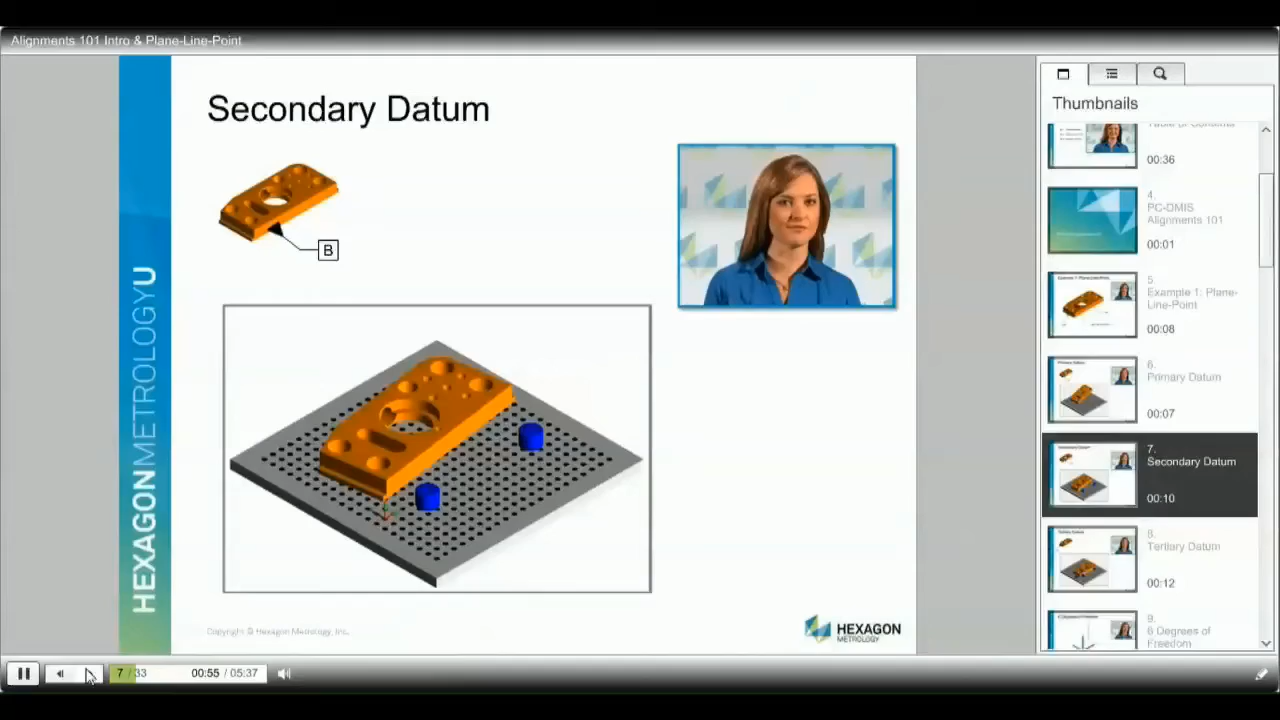 Alignments 101 Intro & Plane-Line-Point
Secondary Datum
B
HEXAGONMETROLOGYU
Copyright © Hexagon Metrology, Inc.
HEXAGON
METROLOGY
Thumbnails
Table of Contents
00:36
4.
PC-DMIS
Alignments 101
00:01
5.
Example 1: Plane-
Line-Point
00:08
6.
Primary Datum
00:07
7.
Secondary Datum
00:10
8.
Tertiary Datum
00:12
9.
6 Degrees of
Freedom
7 / 33
00:55 / 05:37